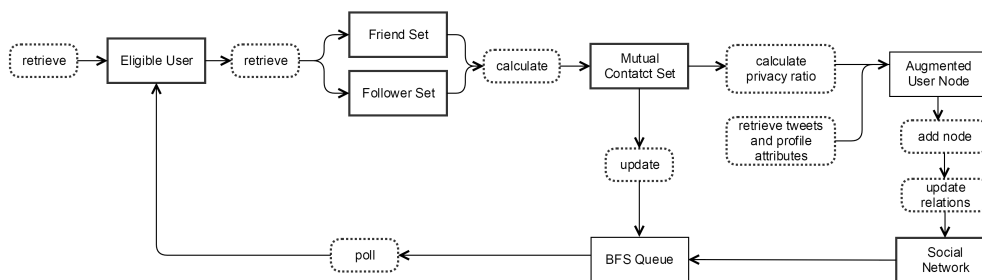 retrieve
Eligible User
retrieve
Friend Set
Follower Set
calculate
Mutual
Contatct Set
calculate
privacy ratio
retrieve tweets
and profile
attributes
Augmented
User Node
add node
update
relations
update
poll
BFS Queue
Social
Network